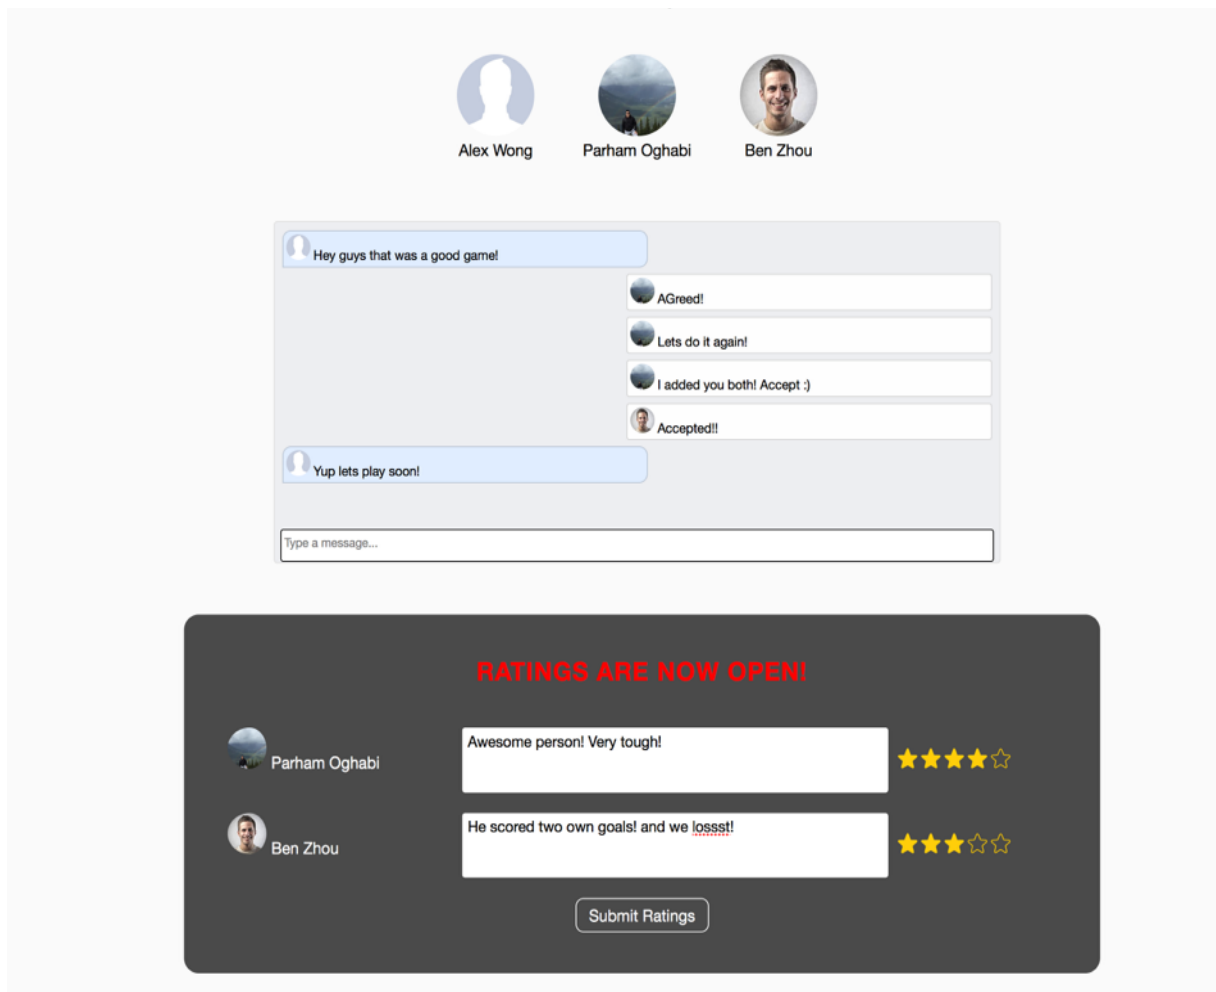 Alex Wong
Parham Oghabi
Ben Zhou
Hey guys that was a good game!
AGreed!
Lets do it again!
I added you both! Accept :)
Accepted!!
Yup lets play soon!
Type a message...
RATINGS ARE NOW OPEN!
Parham Oghabi
Awesome person! Very tough!
Ben Zhou
He scored two own goals! and we lossst!
Submit Ratings